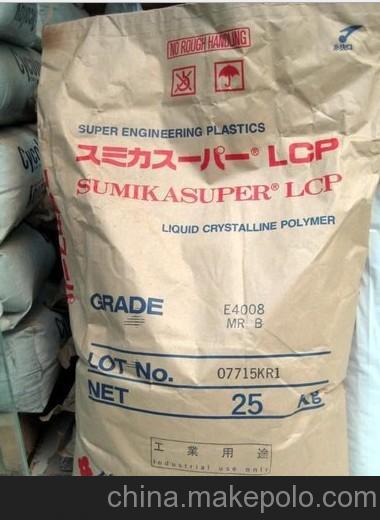 NO ROUGH HANDLING
SUPER ENGINEERING PLASTICS
スミカスーパー® LCP
SUMIKASUPER® LCP
LIQUID CRYSTALLINE POLYMER
GRADE
E4008
MR B
LOT No.
07715KR1
NET 25 Kg
工業用途
Industrial use only
china.makepolo.com